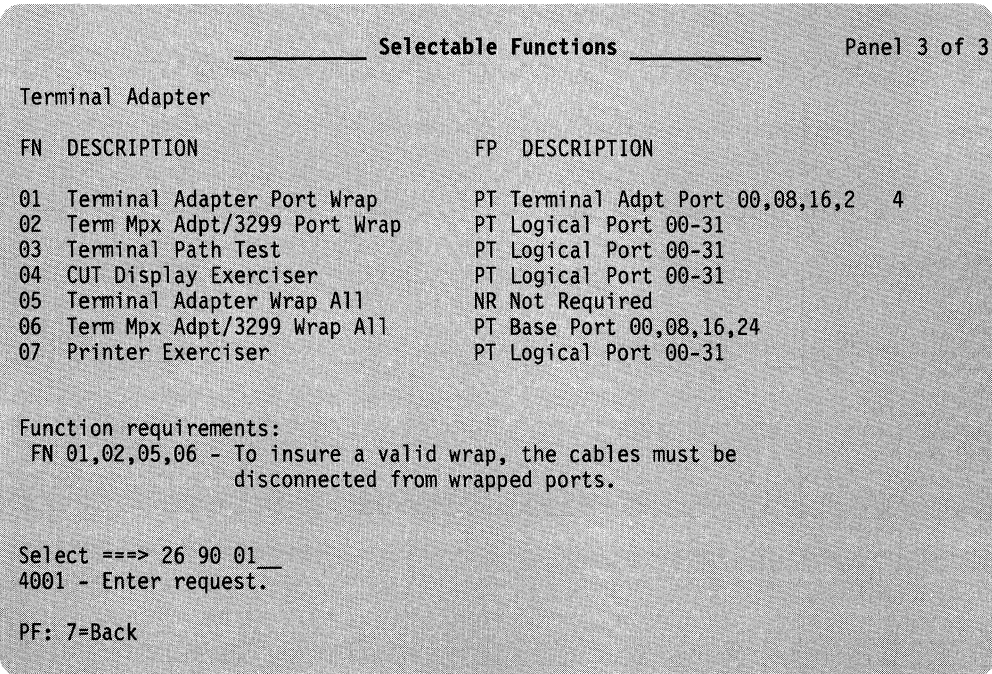 Selectable Functions Panel 3 of 3
Terminal Adapter
FN DESCRIPTION FP DESCRIPTION
01 Terminal Adapter Port Wrap PT Terminal Adpt Port 00,08,16,2 4
02 Term Mpx Adpt/3299 Port Wrap PT Logical Port 00-31
03 Terminal Path Test PT Logical Port 00-31
04 CUT Display Exerciser PT Logical Port 00-31
05 Terminal Adapter Wrap All NR Not Required
06 Term Mpx Adpt/3299 Wrap All PT Base Port 00,08,16,24
07 Printer Exerciser PT Logical Port 00-31
Function requirements:
FN 01,02,05,06 - To insure a valid wrap, the cables must be
disconnected from wrapped ports.
Select ===> 26 90 01__
4001 - Enter request.
PF: 7=Back